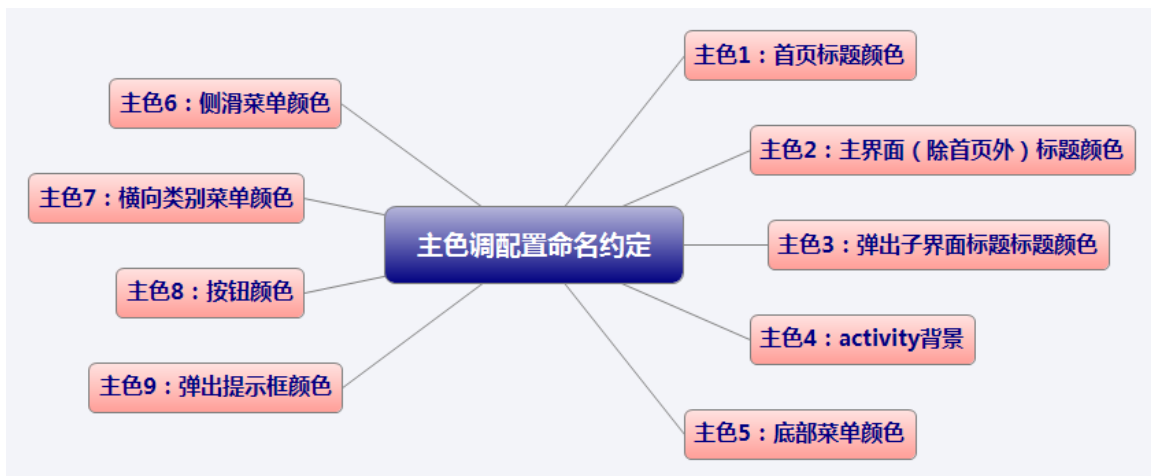 主色调配置命名约定
主色1：首页标题颜色
主色2：主界面（除首页外）标题颜色
主色3：弹出子界面标题标题颜色
主色4：activity背景
主色5：底部菜单颜色
主色6：侧滑菜单颜色
主色7：横向类别菜单颜色
主色8：按钮颜色
主色9：弹出提示框颜色